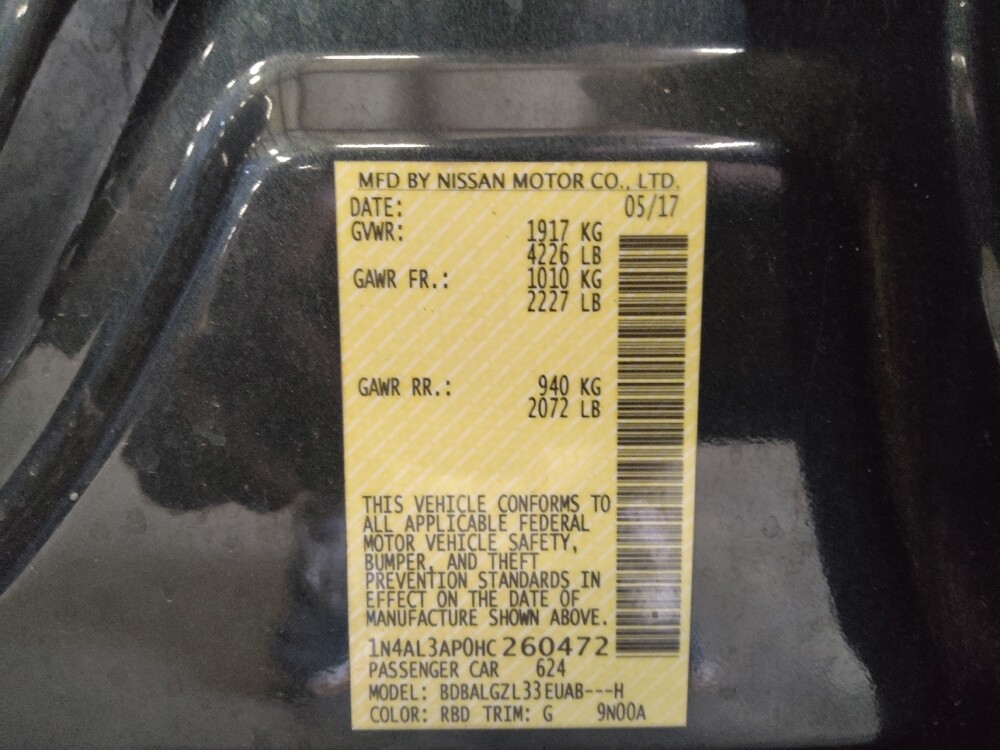 MFD BY NISSAN MOTOR CO., LTD.
DATE: 05/17
GVWR: 1917 KG
4226 LB
GAWR FR.: 1010 KG
2227 LB
GAWR RR.: 940 KG
2072 LB
THIS VEHICLE CONFORMS TO
ALL APPLICABLE FEDERAL
MOTOR VEHICLE SAFETY,
BUMPER, AND THEFT
PREVENTION STANDARDS IN
EFFECT ON THE DATE OF
MANUFACTURE SHOWN ABOVE.
1N4AL3AP0HC260472
PASSENGER CAR 624
MODEL: BDBALGZL33EUAB---H
COLOR: RBD TRIM: G 9N00A